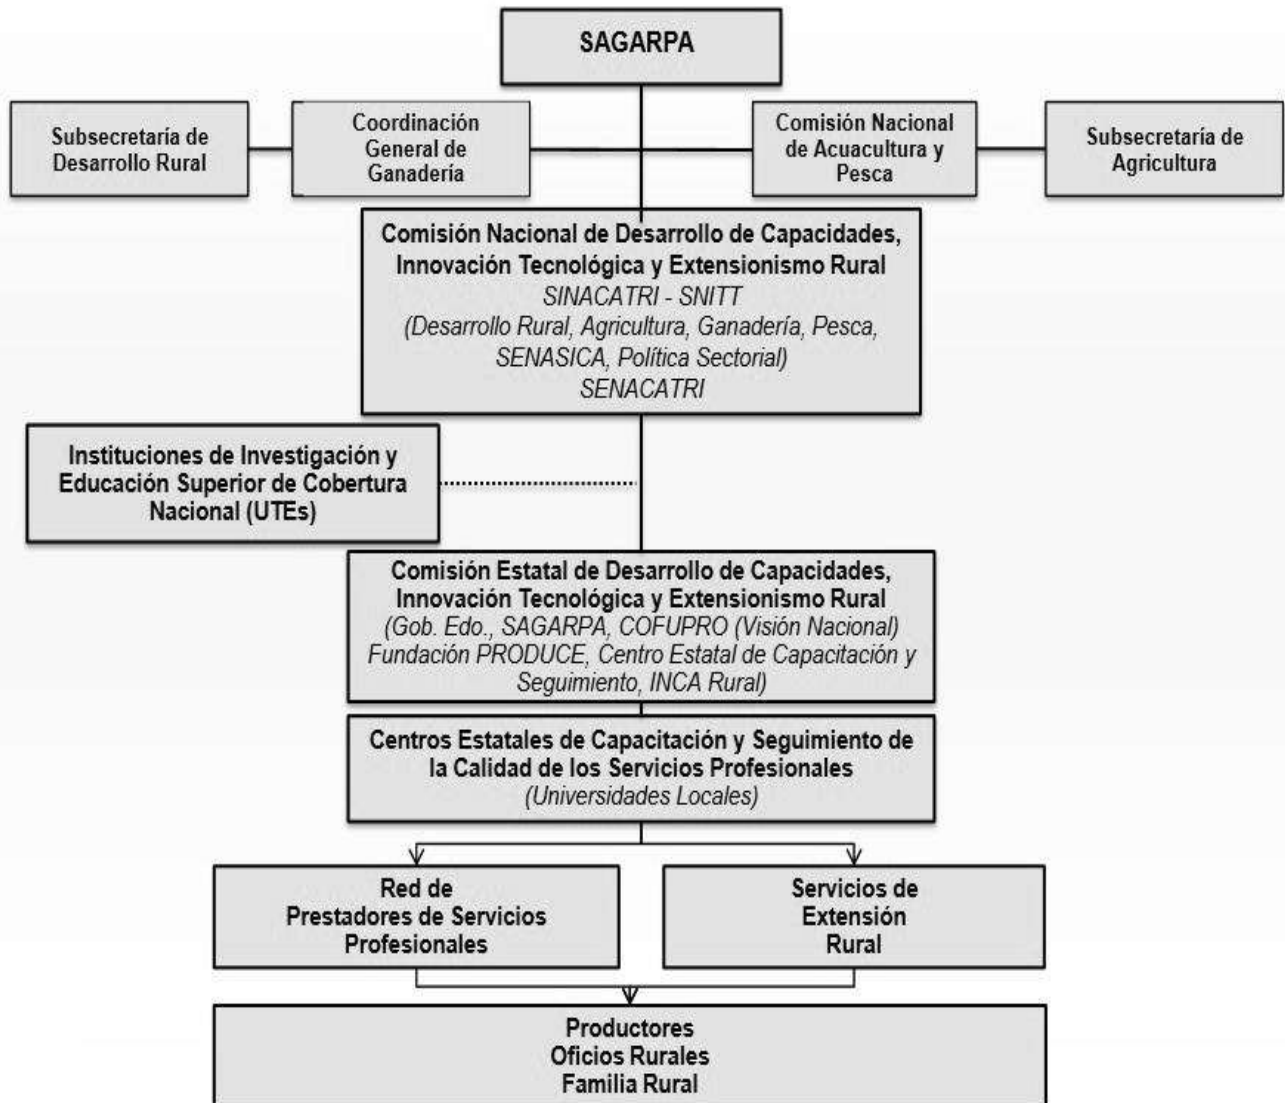 SAGARPA
Subsecretaría de
Desarrollo Rural
Coordinación
General de
Ganadería
Comisión Nacional
de Acuacultura y
Pesca
Subsecretaría de
Agricultura
Comisión Nacional de Desarrollo de Capacidades,
Innovación Tecnológica y Extensionismo Rural
SINACATRI - SNITT
(Desarrollo Rural, Agricultura, Ganadería, Pesca,
SENASICA, Política Sectorial)
SENACATRI
Instituciones de Investigación y
Educación Superior de Cobertura
Nacional (UTEs)
Comisión Estatal de Desarrollo de Capacidades,
Innovación Tecnológica y Extensionismo Rural
(Gob. Edo., SAGARPA, COFUPRO (Visión Nacional)
Fundación PRODUCE, Centro Estatal de Capacitación y
Seguimiento, INCA Rural)
Centros Estatales de Capacitación y Seguimiento de
la Calidad de los Servicios Profesionales
(Universidades Locales)
Red de
Prestadores de Servicios
Profesionales
Servicios de
Extensión
Rural
Productores
Oficios Rurales
Familia Rural